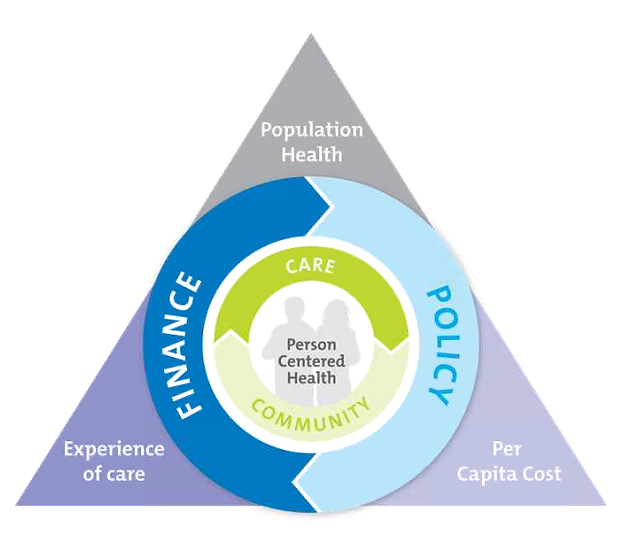 Population
Health
FINANCE
CARE
POLICY
Person
Centered
Health
COMMUNITY
Experience
of care
Per
Capita Cost